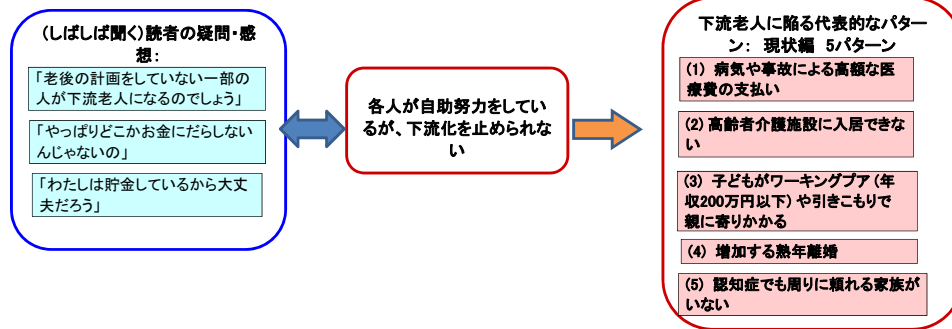 (しばしば聞く)読者の疑問・感
想:
「老後の計画をしていない一部の
人が下流老人になるのでしょう」
「やっぱりどこかお金にだらしない
んじゃないの」
「わたしは貯金しているから大丈
夫だろう」
各人が自助努力をしてい
るが、下流化を止められな
い
下流老人に陥る代表的なパター
ン: 現状編 5パターン
(1) 病気や事故による高額な医
療費の支払い
(2) 高齢者介護施設に入居できな
い
(3) 子どもがワーキングプア(年
収200万円以下)や引きこもりで
親に寄りかかる
(4) 増加する熟年離婚
(5) 認知症でも周りに頼れる家族が
いない